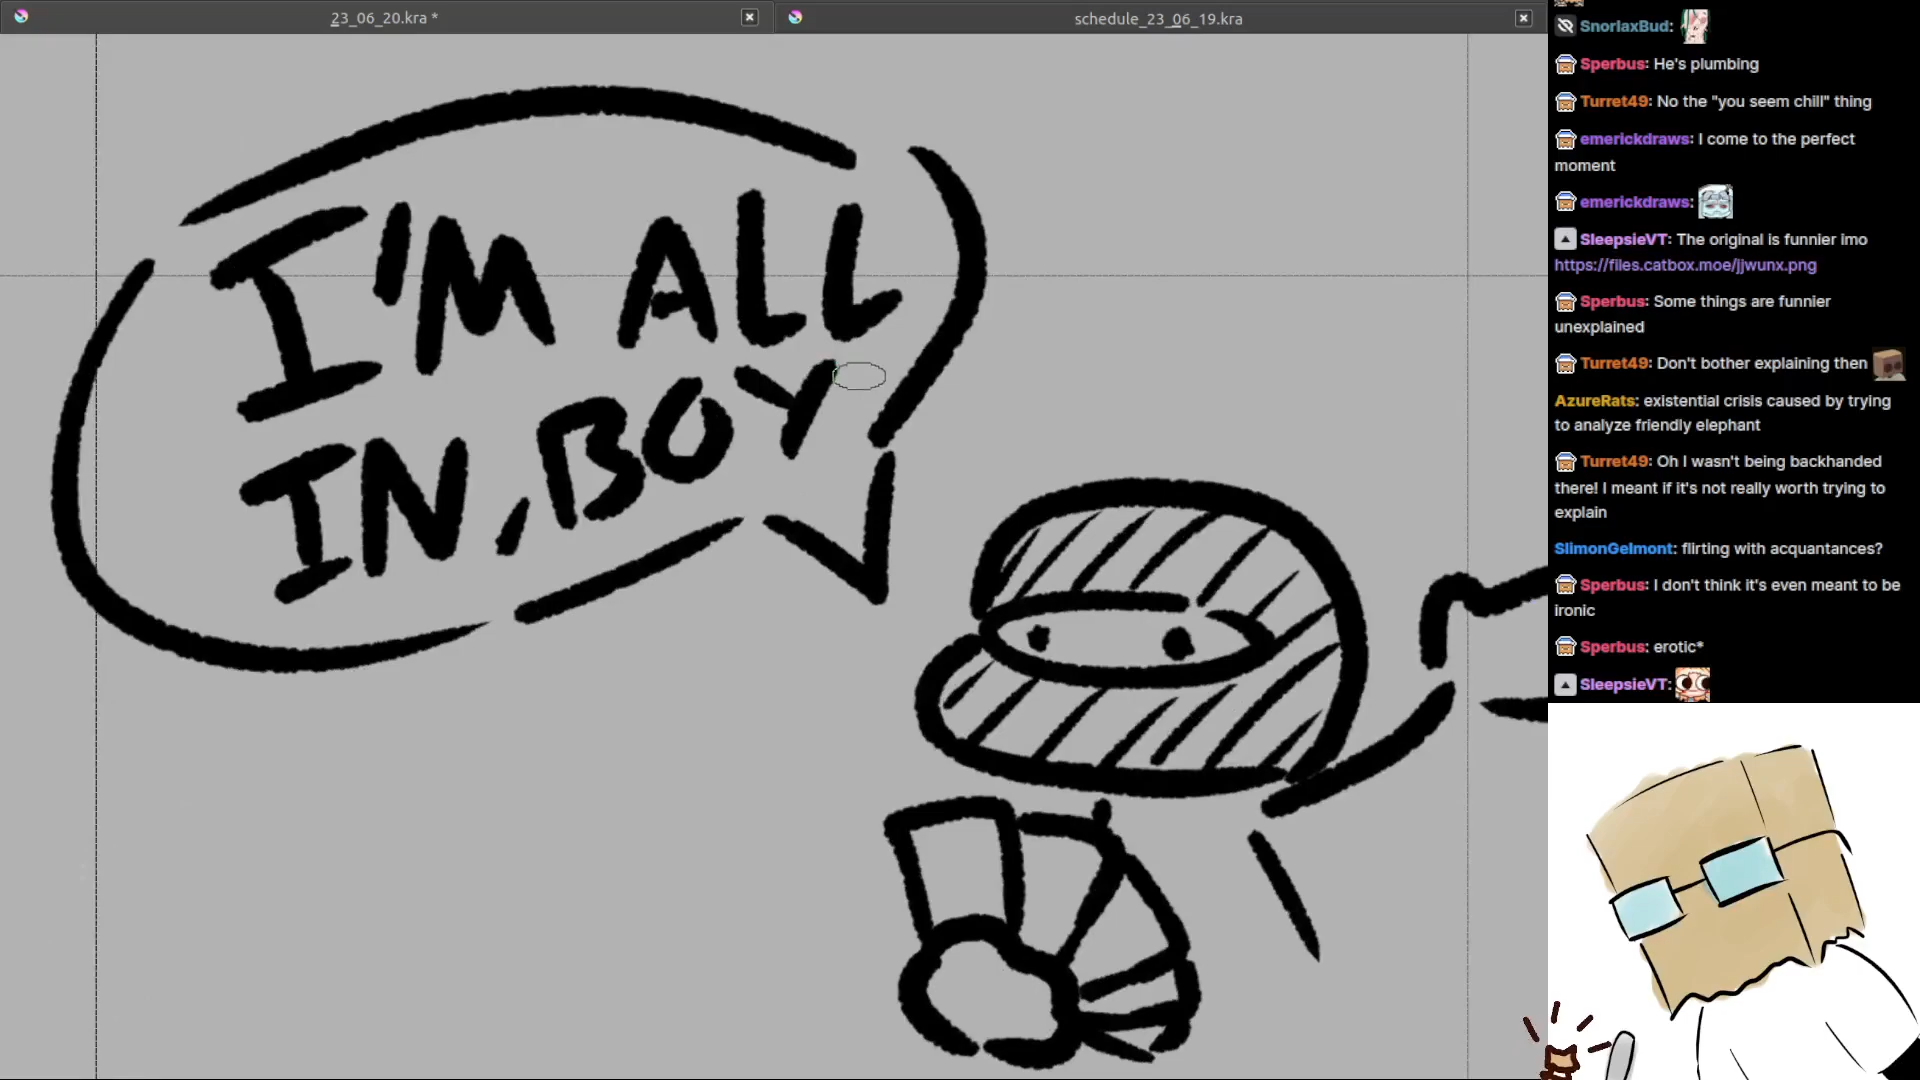 23_06_20.kra *
schedule_23_06_19.kra
I'M ALL
IN, BOY
SnorlaxBud:
Sperbus: He's plumbing
Turret49: No the "you seem chill" thing
emerickdraws: I come to the perfect
moment
emerickdraws:
SleepsieVT: The original is funnier imo
https://files.catbox.moe/jjwunx.png
Sperbus: Some things are funnier
unexplained
Turret49: Don't bother explaining then
AzureRats: existential crisis caused by trying
to analyze friendly elephant
Turret49: Oh I wasn't being backhanded
there! I meant if it's not really worth trying to
explain
SlimonGelmont: flirting with acquantances?
Sperbus: I don't think it's even meant to be
ironic
Sperbus: erotic*
SleepsieVT: